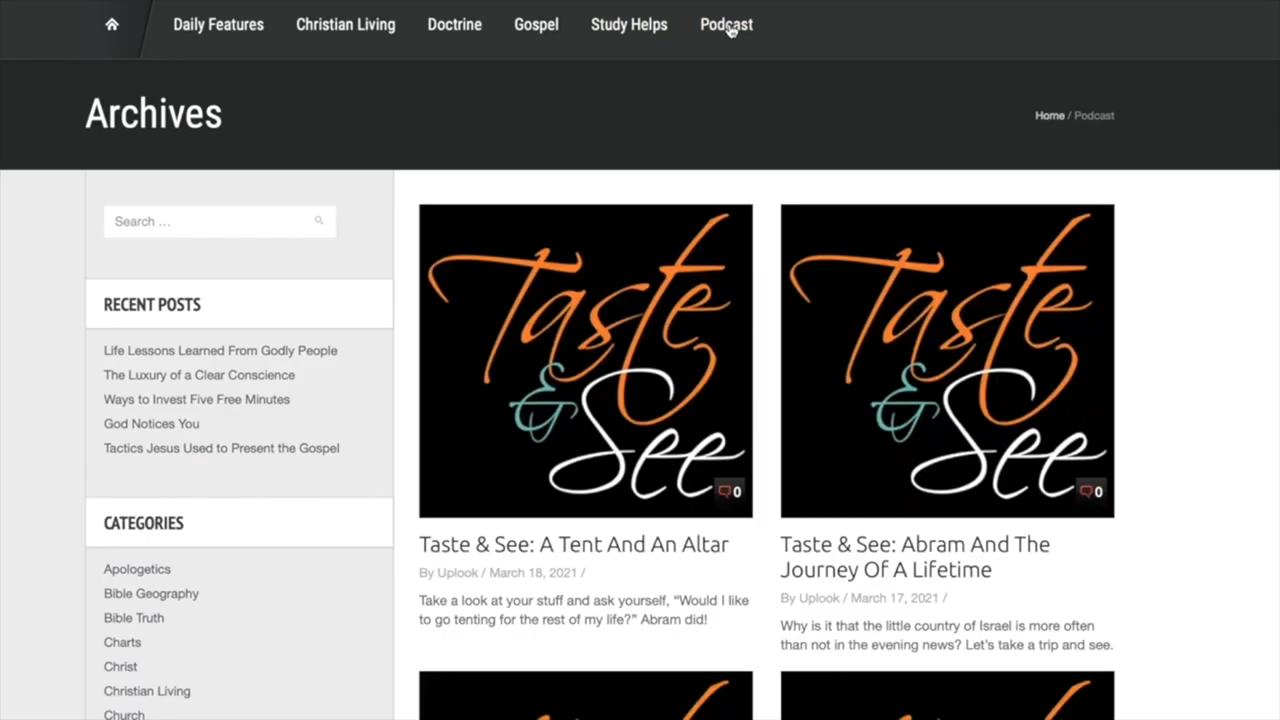 Daily Features
Christian Living
Doctrine
Gospel
Study Helps
Podcast
Archives
Home / Podcast
Search ...
RECENT POSTS
Life Lessons Learned From Godly People
The Luxury of a Clear Conscience
Ways to Invest Five Free Minutes
God Notices You
Tactics Jesus Used to Present the Gospel
CATEGORIES
Apologetics
Bible Geography
Bible Truth
Charts
Christ
Christian Living
Church
Taste
& See
0
Taste & See: A Tent And An Altar
By Uplook / March 18, 2021 /
Take a look at your stuff and ask yourself, “Would I like
to go tenting for the rest of my life?” Abram did!
Taste
& See
0
Taste & See: Abram And The
Journey Of A Lifetime
By Uplook / March 17, 2021 /
Why is it that the little country of Israel is more often
than not in the evening news? Let’s take a trip and see.